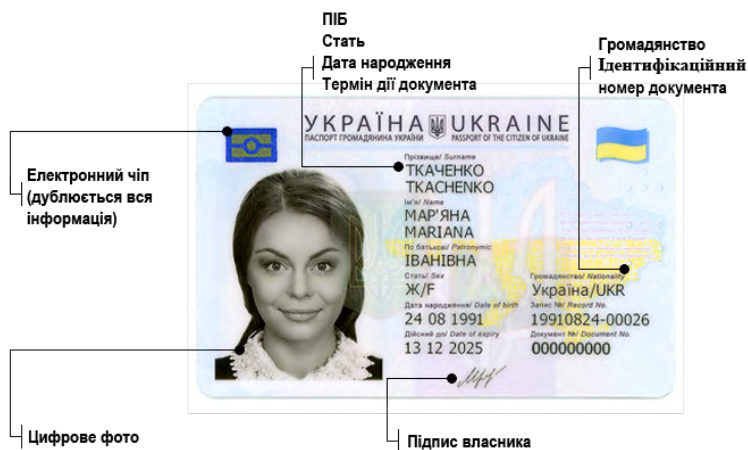 ПІБ
Стать
Дата народження
Термін дії документа
Громадянство
Ідентифікаційний
номер документа
Електронний чіп
(дублюється вся
інформація)
УКРАЇНА UKRAINE
ПАСПОРТ ГРОМАДЯНИНА УКРАЇНИ PASSPORT OF THE CITIZEN OF UKRAINE
Прізвище/ Surname
ТКАЧЕНКО
TKACHENKO
Ім'я/ Name
МАР'ЯНА
MARIANA
По батькові/ Patronymic
ІВАНІВНА
Стать/ Sex
Ж/F
Громадянство/ Nationality
Україна/UKR
Дата народження/ Date of birth
24 08 1991
Запис №/ Record No.
19910824-00026
Дійсний до/ Date of expiry
13 12 2025
Документ №/ Document No.
000000000
Цифрове фото
Підпис власника